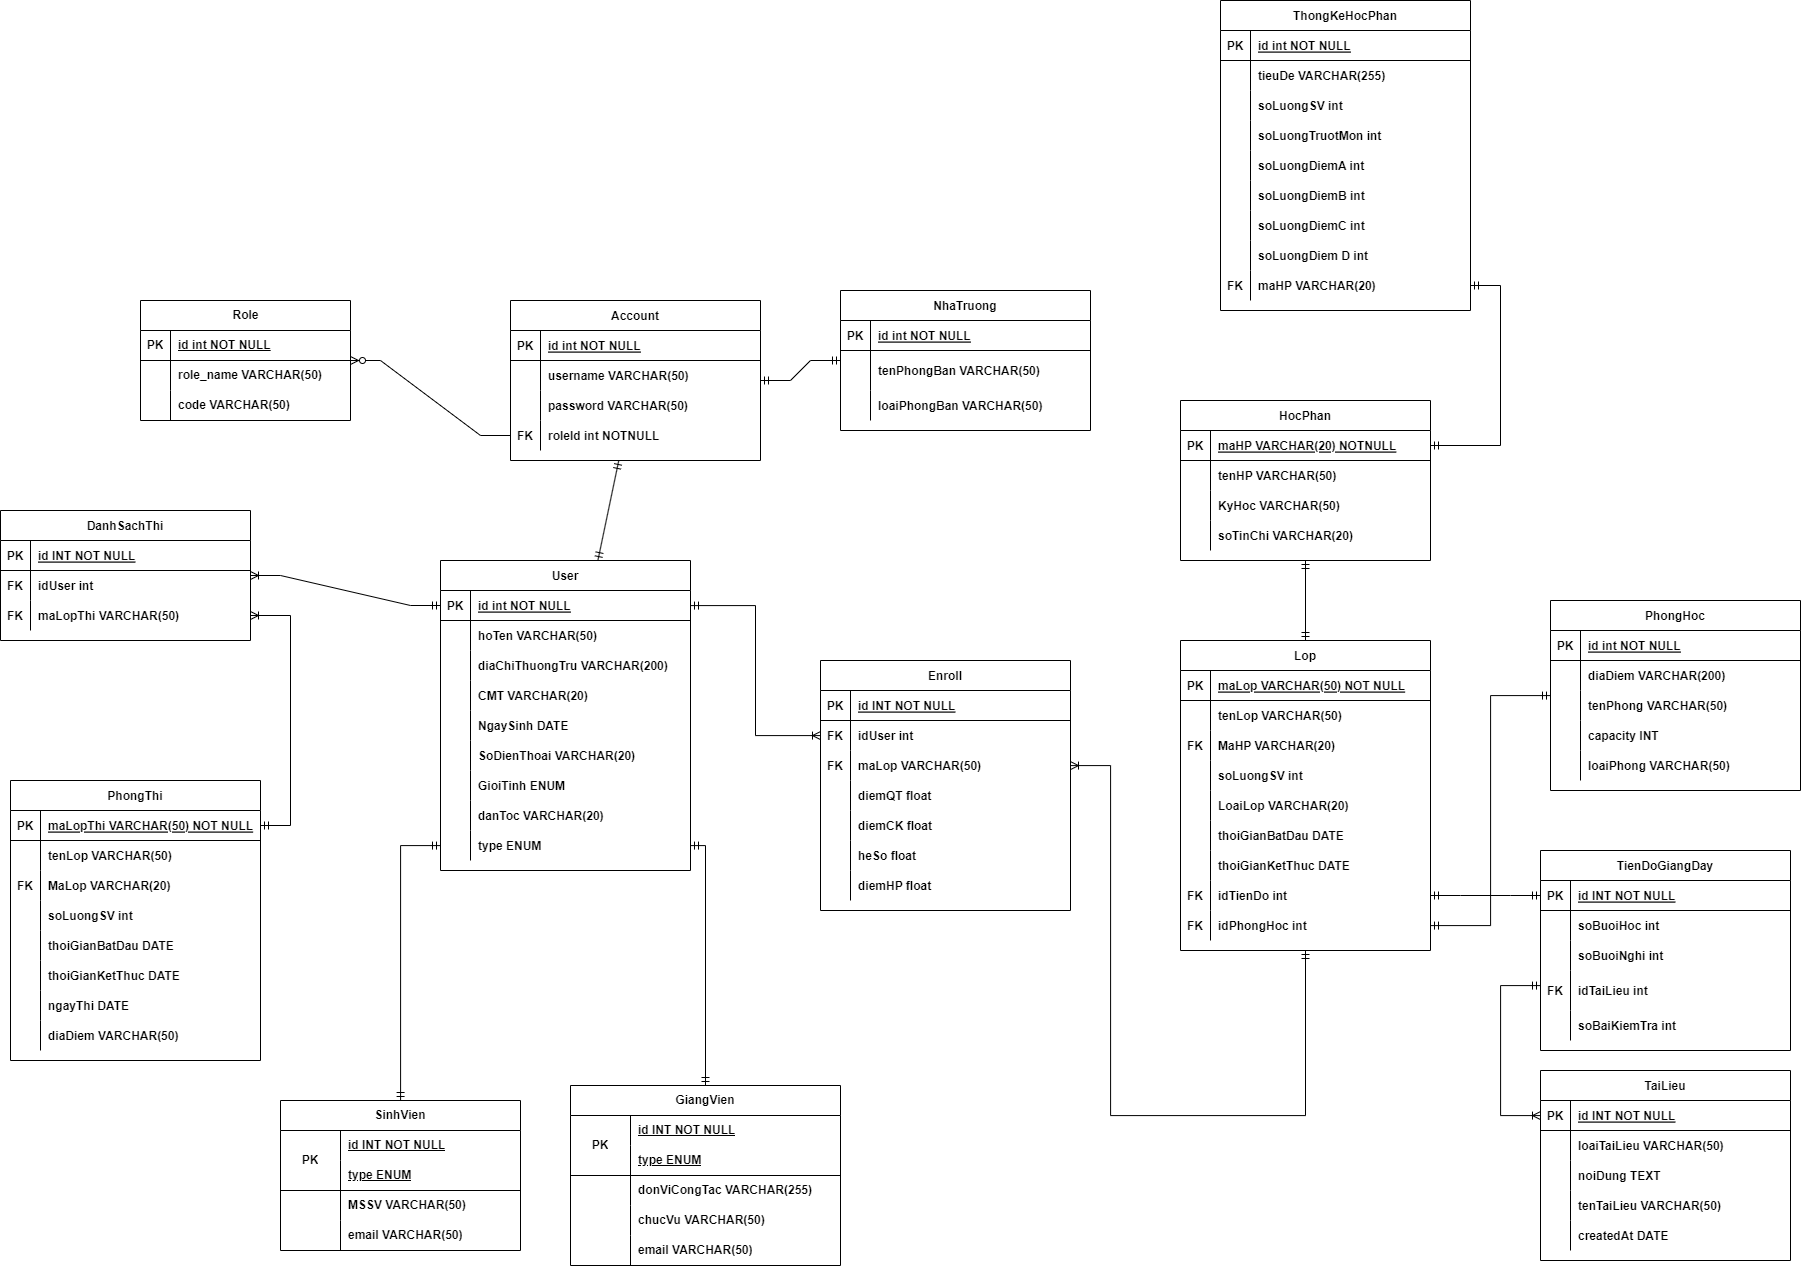 ThongKeHocPhan
PK id int NOT NULL
tieuDe VARCHAR(255)
soLuongSV int
soLuongTruotMon int
soLuongDiemA int
soLuongDiemB int
soLuongDiemC int
soLuongDiem D int
FK maHP VARCHAR(20)
Role
PK id int NOT NULL
role_name VARCHAR(50)
code VARCHAR(50)
Account
PK id int NOT NULL
username VARCHAR(50)
password VARCHAR(50)
FK roleId int NOTNULL
NhaTruong
PK id int NOT NULL
tenPhongBan VARCHAR(50)
loaiPhongBan VARCHAR(50)
HocPhan
PK maHP VARCHAR(20) NOTNULL
tenHP VARCHAR(50)
KyHoc VARCHAR(50)
soTinChi VARCHAR(20)
DanhSachThi
PK id INT NOT NULL
FK idUser int
FK maLopThi VARCHAR(50)
User
PK id int NOT NULL
hoTen VARCHAR(50)
diaChiThuongTru VARCHAR(200)
CMT VARCHAR(20)
NgaySinh DATE
SoDienThoai VARCHAR(20)
GioiTinh ENUM
danToc VARCHAR(20)
type ENUM
Enroll
PK id INT NOT NULL
FK idUser int
FK maLop VARCHAR(50)
diemQT float
diemCK float
heSo float
diemHP float
Lop
PK maLop VARCHAR(50) NOT NULL
tenLop VARCHAR(50)
FK MaHP VARCHAR(20)
soLuongSV int
LoaiLop VARCHAR(20)
thoiGianBatDau DATE
thoiGianKetThuc DATE
FK idTienDo int
FK idPhongHoc int
PhongHoc
PK id int NOT NULL
diaDiem VARCHAR(200)
tenPhong VARCHAR(50)
capacity INT
loaiPhong VARCHAR(50)
PhongThi
PK maLopThi VARCHAR(50) NOT NULL
tenLop VARCHAR(50)
FK MaLop VARCHAR(20)
soLuongSV int
thoiGianBatDau DATE
thoiGianKetThuc DATE
ngayThi DATE
diaDiem VARCHAR(50)
TienDoGiangDay
PK id INT NOT NULL
soBuoiHoc int
soBuoiNghi int
FK idTaiLieu int
soBaiKiemTra int
SinhVien
PK id INT NOT NULL
type ENUM
MSSV VARCHAR(50)
email VARCHAR(50)
GiangVien
PK id INT NOT NULL
type ENUM
donViCongTac VARCHAR(255)
chucVu VARCHAR(50)
email VARCHAR(50)
TaiLieu
PK id INT NOT NULL
loaiTaiLieu VARCHAR(50)
noiDung TEXT
tenTaiLieu VARCHAR(50)
createdAt DATE